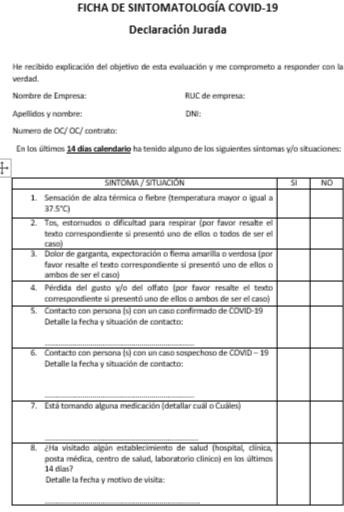 FICHA DE SINTOMATOLOGÍA COVID-19
Declaración Jurada
He recibido explicación del objetivo de esta evaluación y me comprometo a responder con la
verdad.
Nombre de Empresa: RUC de empresa:
Apellidos y nombre: DNI:
Numero de OC/ OC/ contrato:
En los últimos 14 días calendario ha tenido alguno de los siguientes síntomas y/o situaciones:
SINTOMA / SITUACIÓN SI NO
1. Sensación de alza térmica o fiebre (temperatura mayor o igual a
37.5°C)
2. Tos, estornudos o dificultad para respirar (por favor resalte el
texto correspondiente si presentó uno de ellos o todos de ser el
caso)
3. Dolor de garganta, expectoración o flema amarilla o verdosa (por
favor resalte el texto correspondiente si presentó uno de ellos o
ambos de ser el caso)
4. Pérdida del gusto y/o del olfato (por favor resalte el texto
correspondiente si presentó uno de ellos o ambos de ser el caso)
5. Contacto con persona (s) con un caso confirmado de COVID-19
Detalle la fecha y situación de contacto:
6. Contacto con persona (s) con un caso sospechoso de COVID – 19
Detalle la fecha y situación de contacto:
7. Está tomando alguna medicación (detallar cuál o Cuáles)
8. ¿Ha visitado algún establecimiento de salud (hospital, clínica,
posta médica, centro de salud, laboratorio clínico) en los últimos
14 días?
Detalle la fecha y motivo de visita: